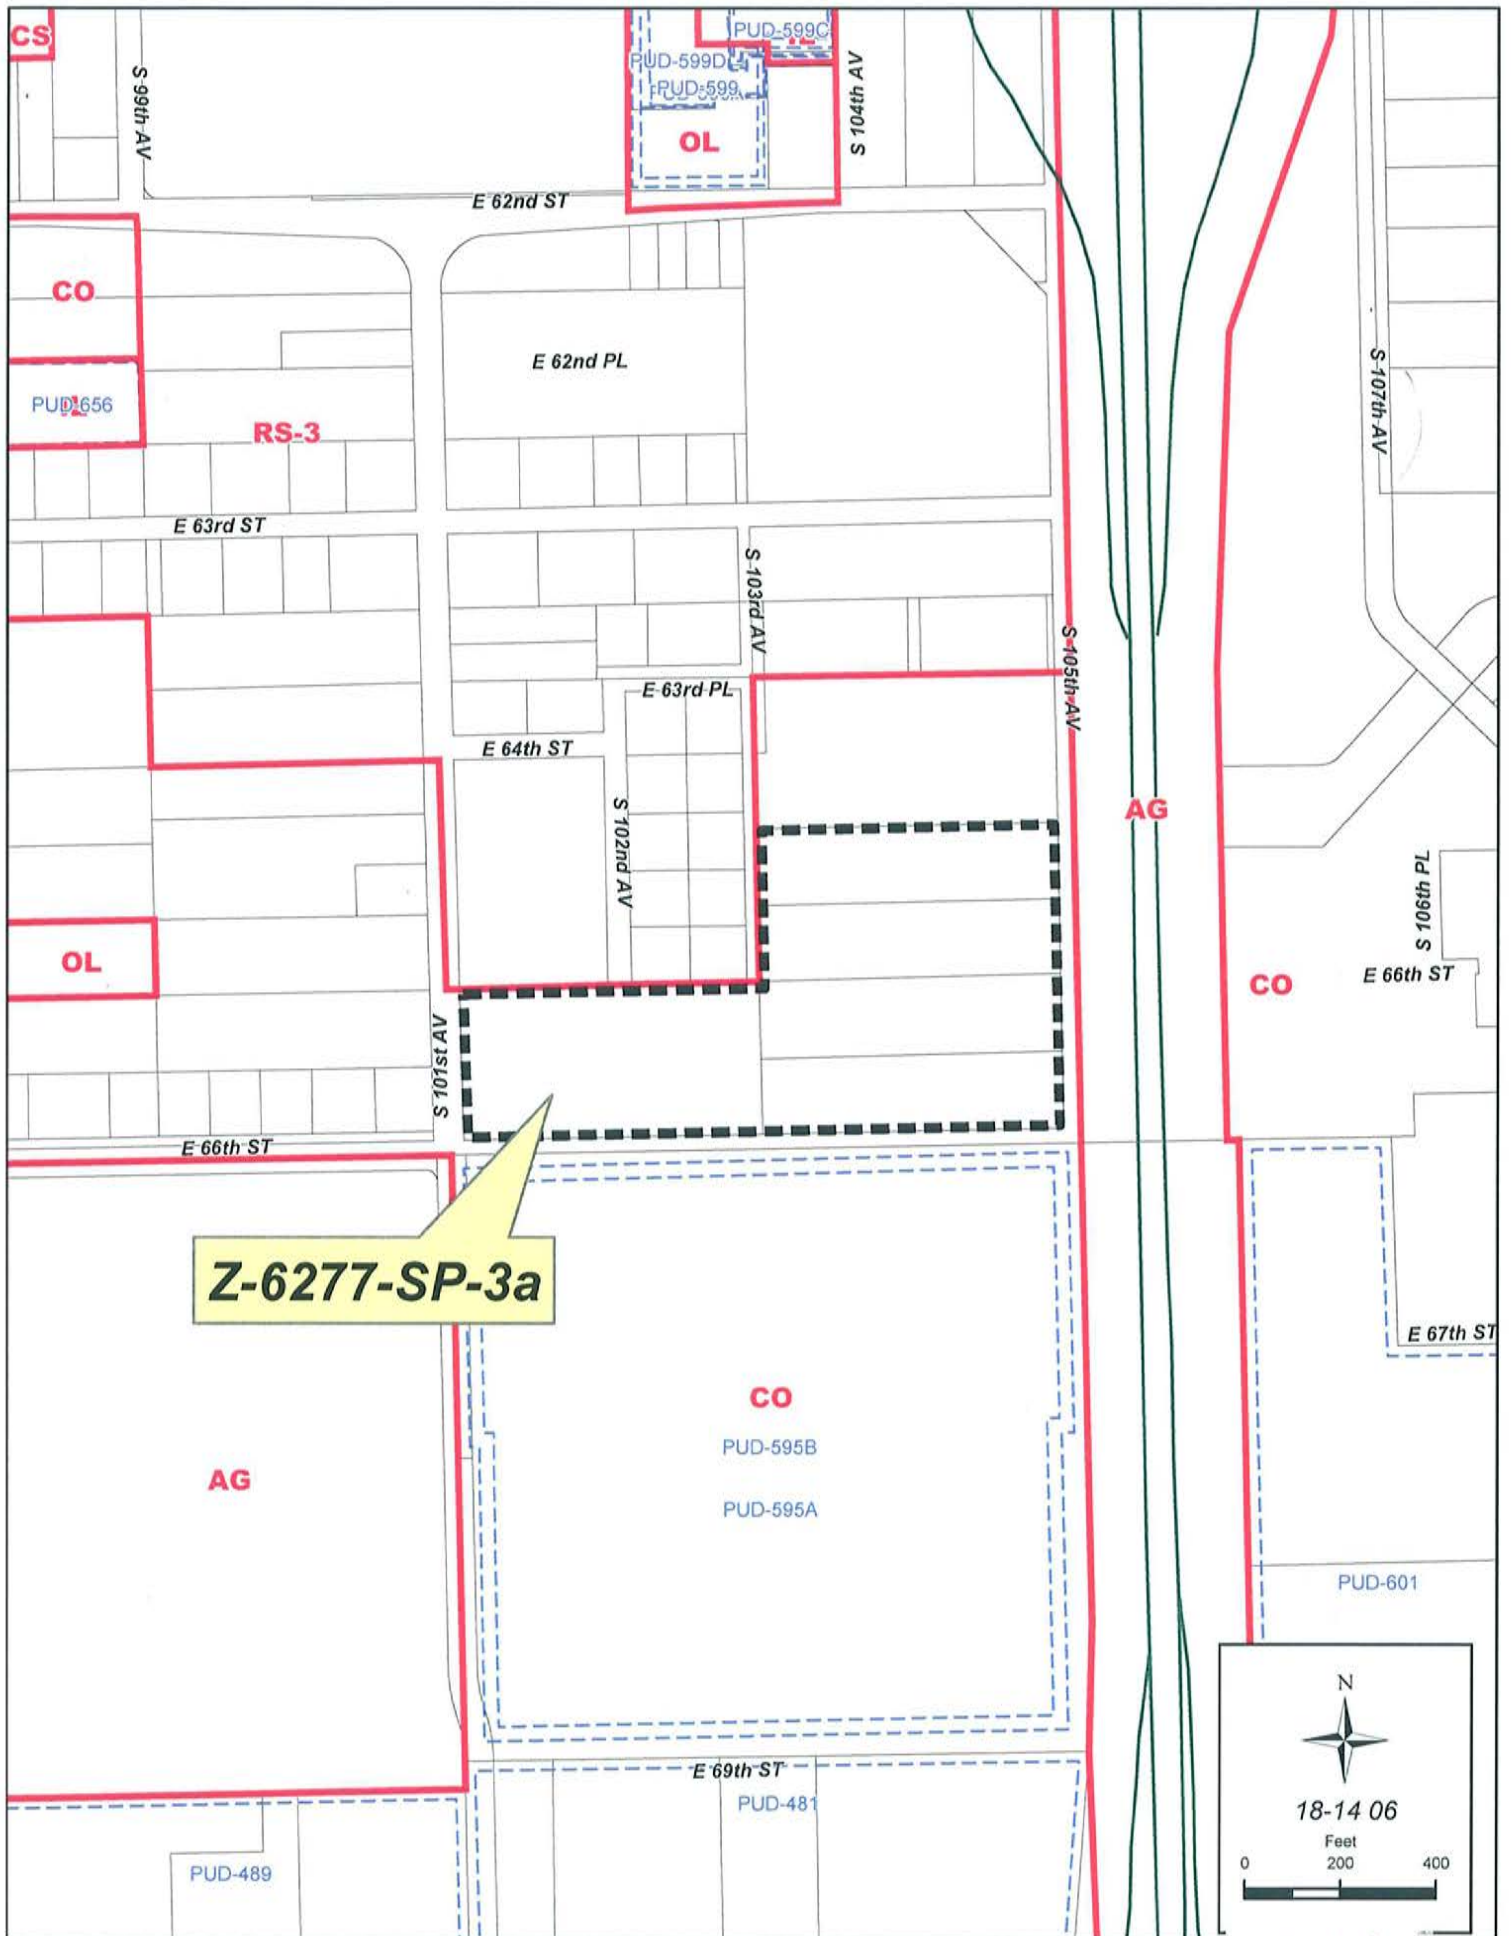 CS
PUD-599C
PUD-599D
PUD-599
OL
S 99th AV
S 104th AV
E 62nd ST
CO
E 62nd PL
S 107th AV
PUD-656
RS-3
E 63rd ST
S 103rd AV
S 105th AV
E 63rd PL
E 64th ST
S 102nd AV
AG
S 106th PL
OL
E 66th ST
CO
S 101st AV
E 66th ST
Z-6277-SP-3a
E 67th ST
CO
PUD-595B
AG
PUD-595A
PUD-601
N
E 69th ST
PUD-481
18-14 06
Feet
0 200 400
PUD-489